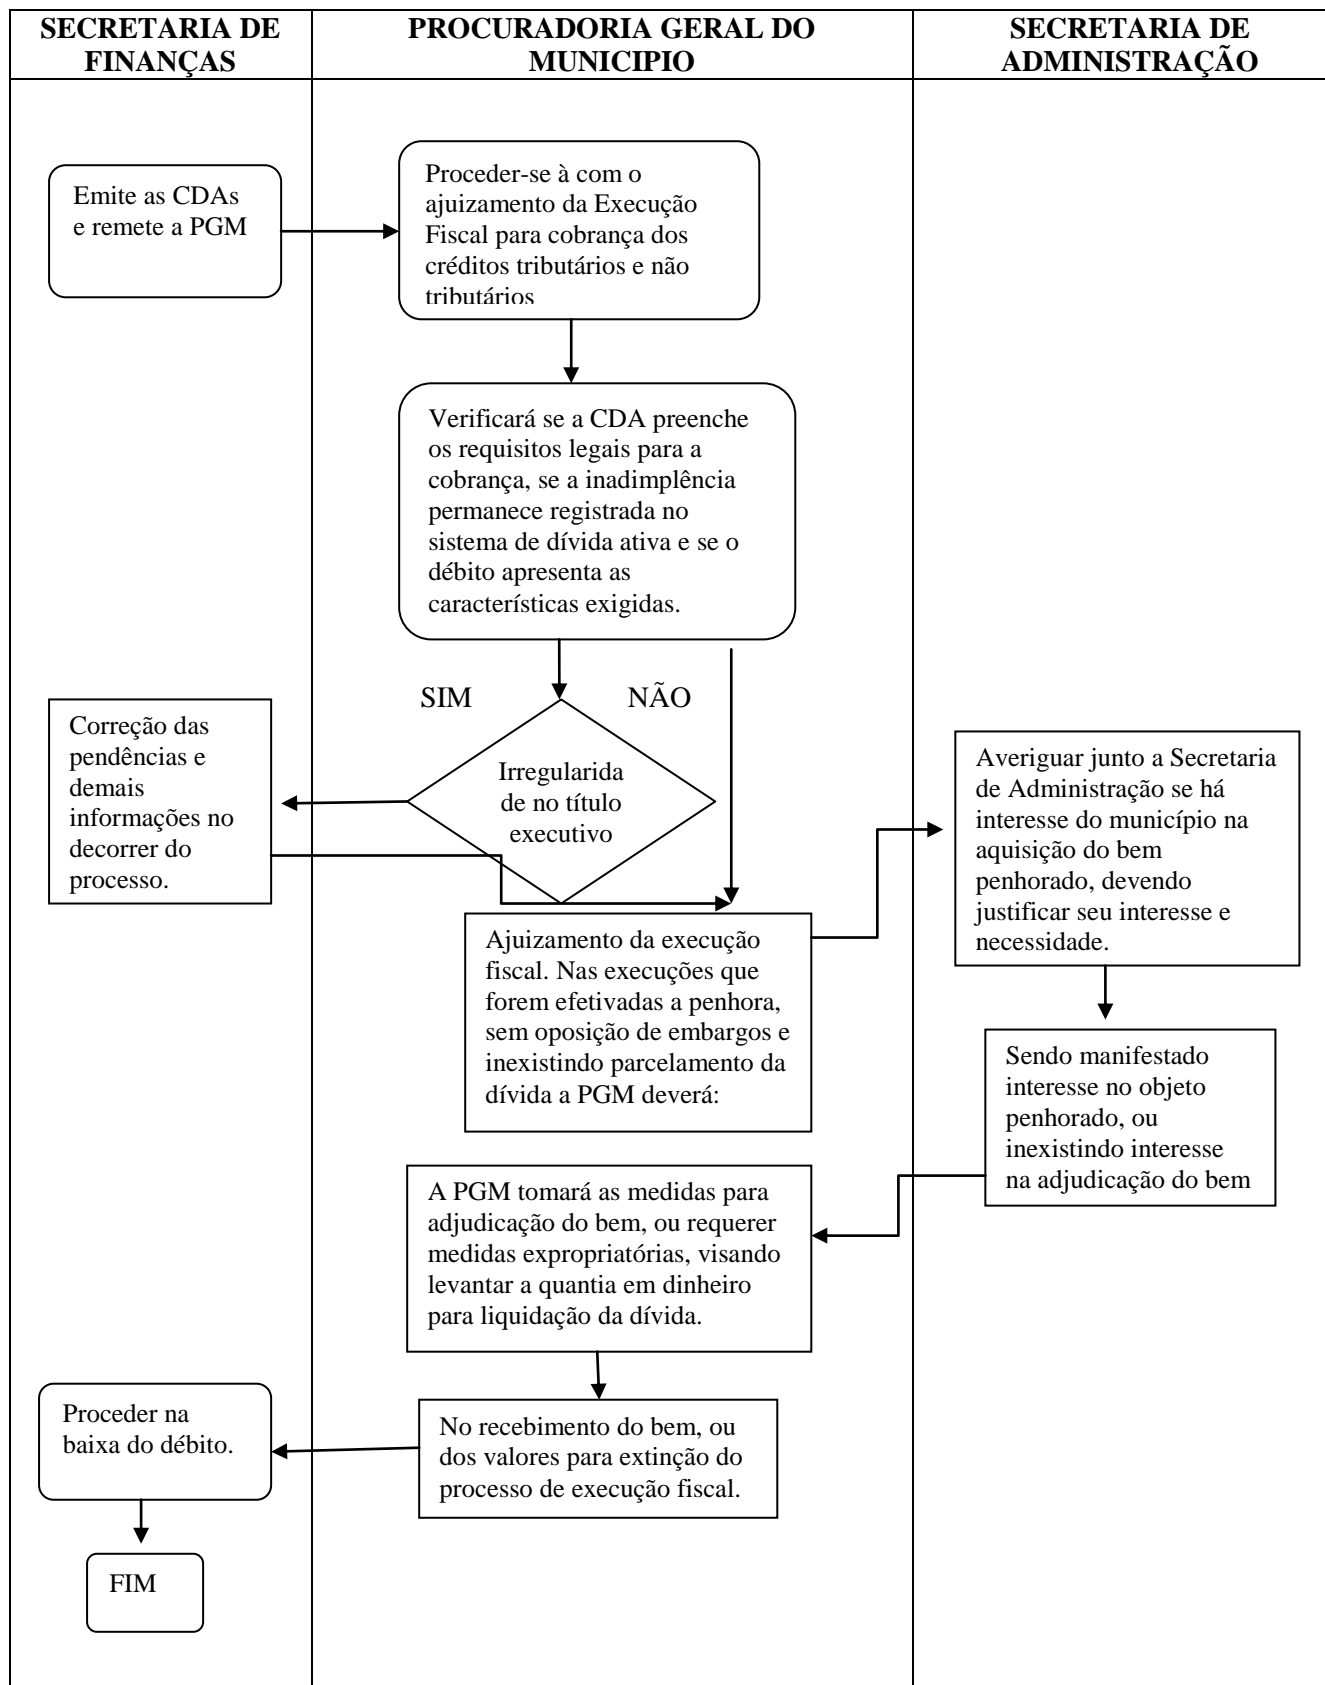 SECRETARIA DE
FINANÇAS
PROCURADORIA GERAL DO
MUNICIPIO
SECRETARIA DE
ADMINISTRAÇÃO
Emite as CDAs
e remete a PGM
Proceder-se à com o
ajuizamento da Execução
Fiscal para cobrança dos
créditos tributários e não
tributários
Verificará se a CDA preenche
os requisitos legais para a
cobrança, se a inadimplência
permanece registrada no
sistema de dívida ativa e se o
débito apresenta as
características exigidas.
SIM
NÃO
Irregularida
de no título
executivo
Correção das
pendências e
demais
informações no
decorrer do
processo.
Averiguar junto a Secretaria
de Administração se há
interesse do município na
aquisição do bem
penhorado, devendo
justificar seu interesse e
necessidade.
Ajuizamento da execução
fiscal. Nas execuções que
forem efetivadas a penhora,
sem oposição de embargos e
inexistindo parcelamento da
dívida a PGM deverá:
Sendo manifestado
interesse no objeto
penhorado, ou
inexistindo interesse
na adjudicação do bem
A PGM tomará as medidas para
adjudicação do bem, ou requerer
medidas expropriatórias, visando
levantar a quantia em dinheiro
para liquidação da dívida.
No recebimento do bem, ou
dos valores para extinção do
processo de execução fiscal.
Proceder na
baixa do débito.
FIM